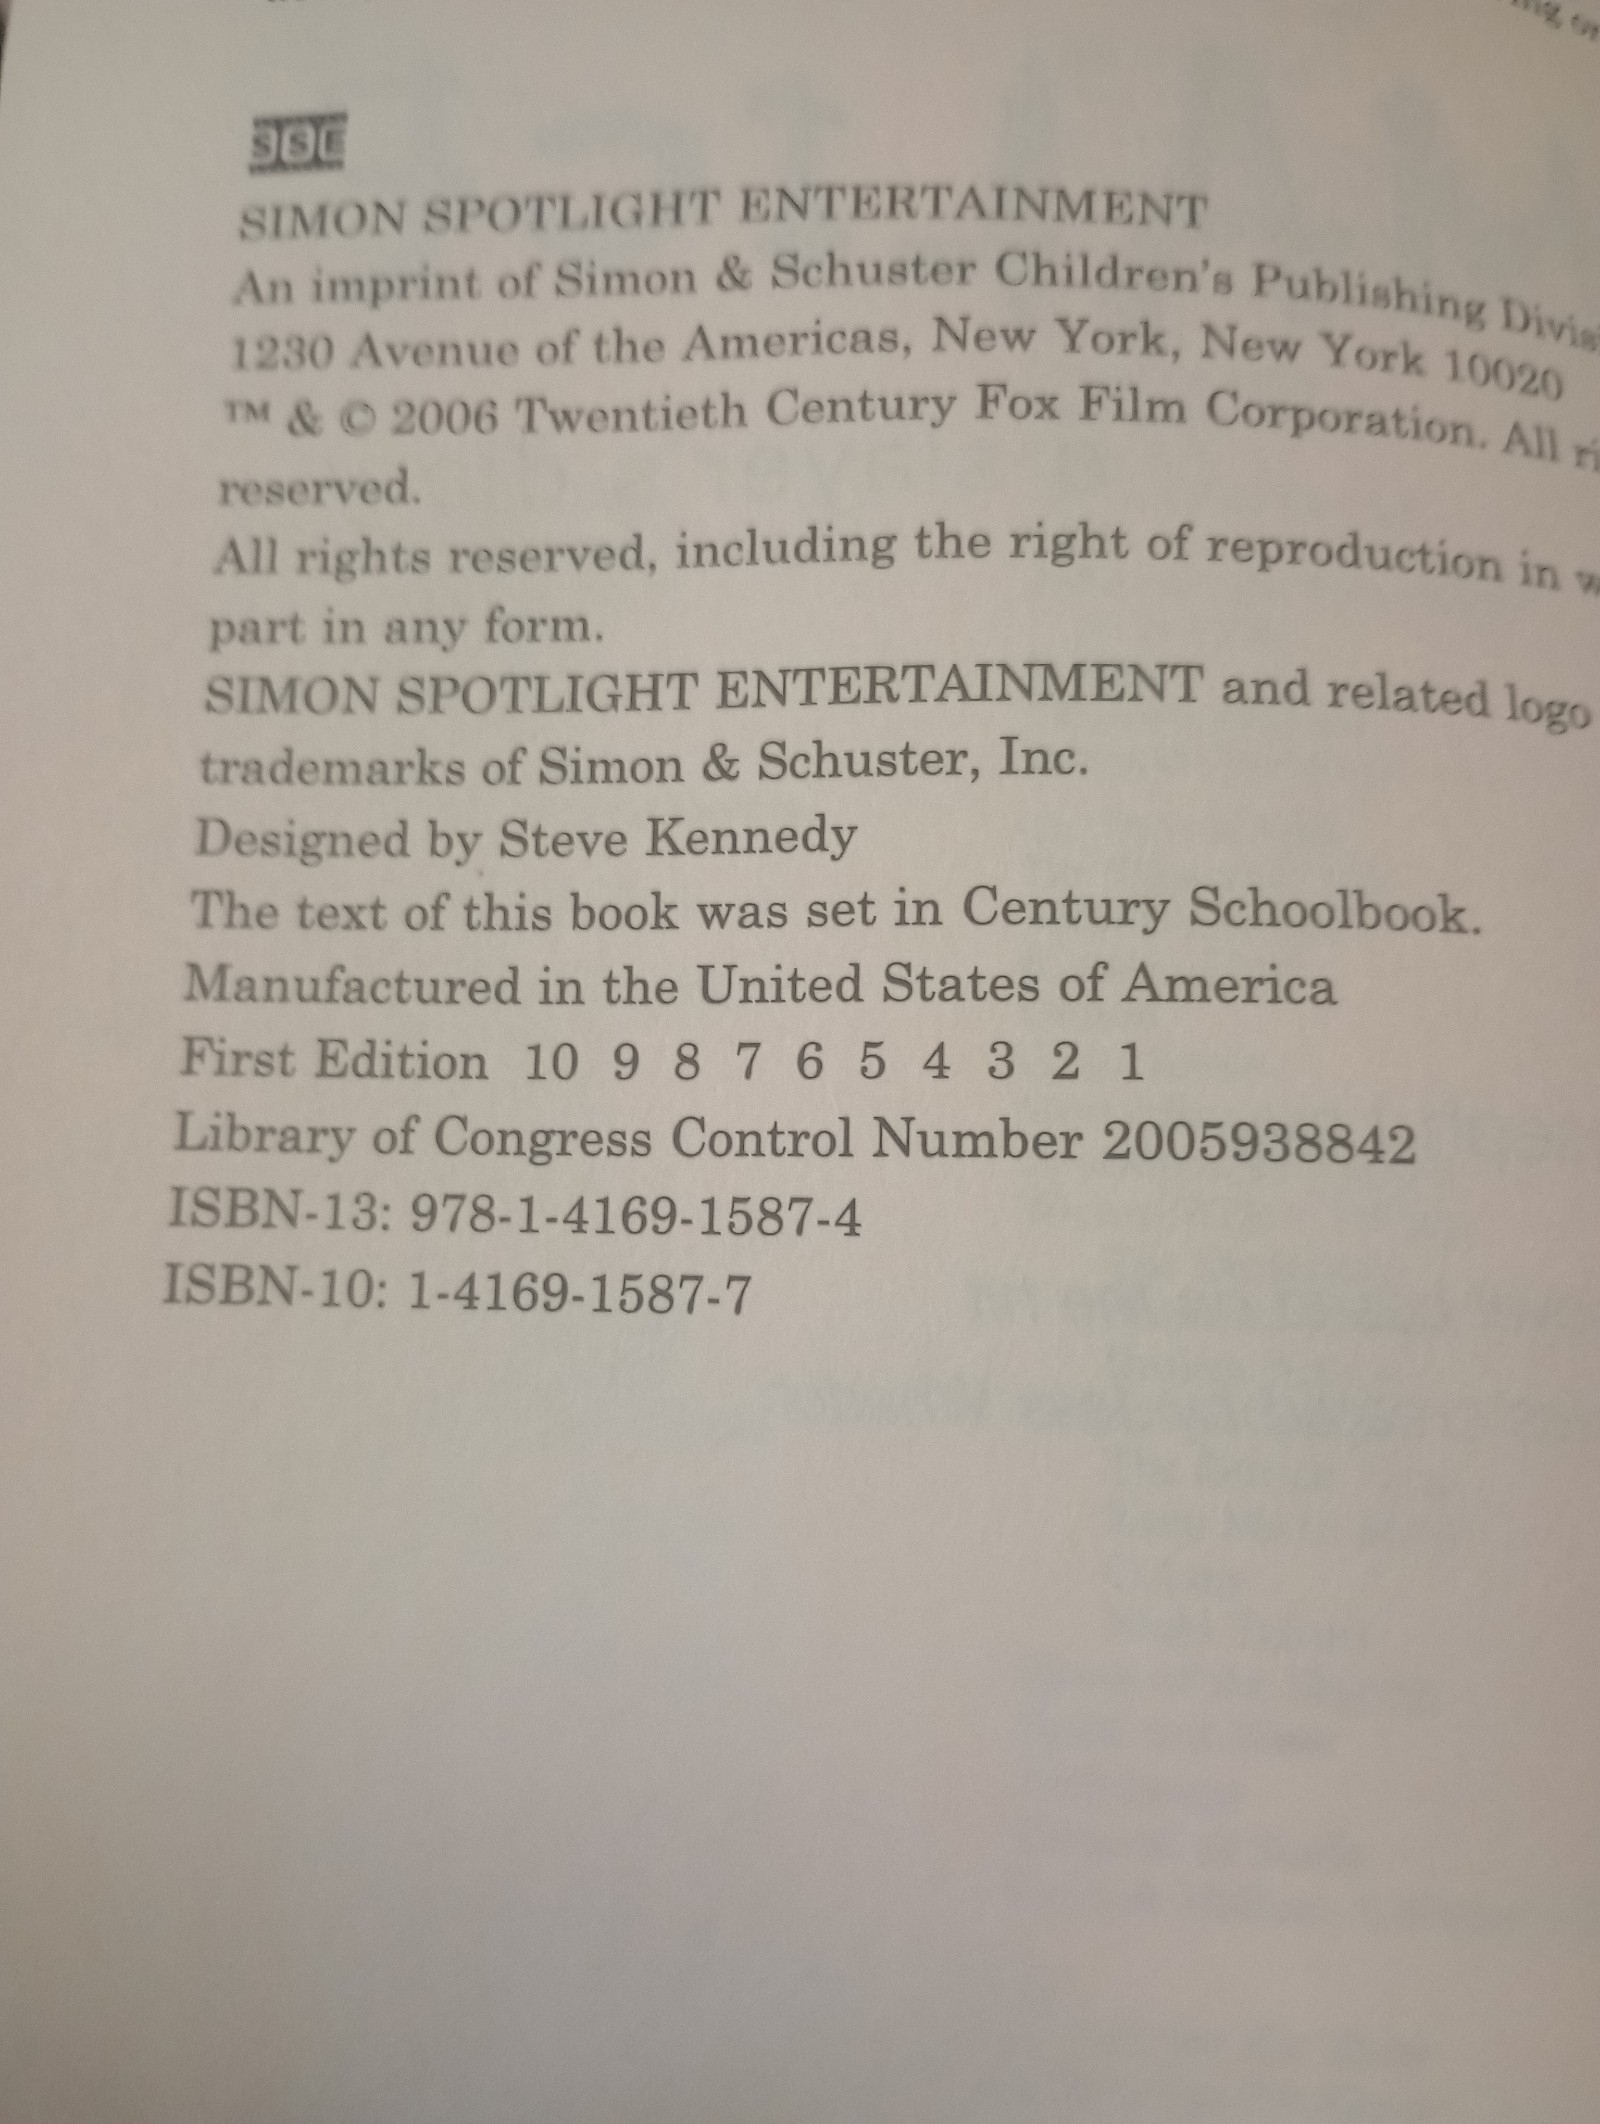 SSE
SIMON SPOTLIGHT ENTERTAINMENT
An imprint of Simon & Schuster Children's Publishing Divis
1230 Avenue of the Americas, New York, New York 10020
™ & © 2006 Twentieth Century Fox Film Corporation. All ri
reserved.
All rights reserved, including the right of reproduction in w
part in any form.
SIMON SPOTLIGHT ENTERTAINMENT and related logo
trademarks of Simon & Schuster, Inc.
Designed by Steve Kennedy
The text of this book was set in Century Schoolbook.
Manufactured in the United States of America
First Edition 10 9 8 7 6 5 4 3 2 1
Library of Congress Control Number 2005938842
ISBN-13: 978-1-4169-1587-4
ISBN-10: 1-4169-1587-7